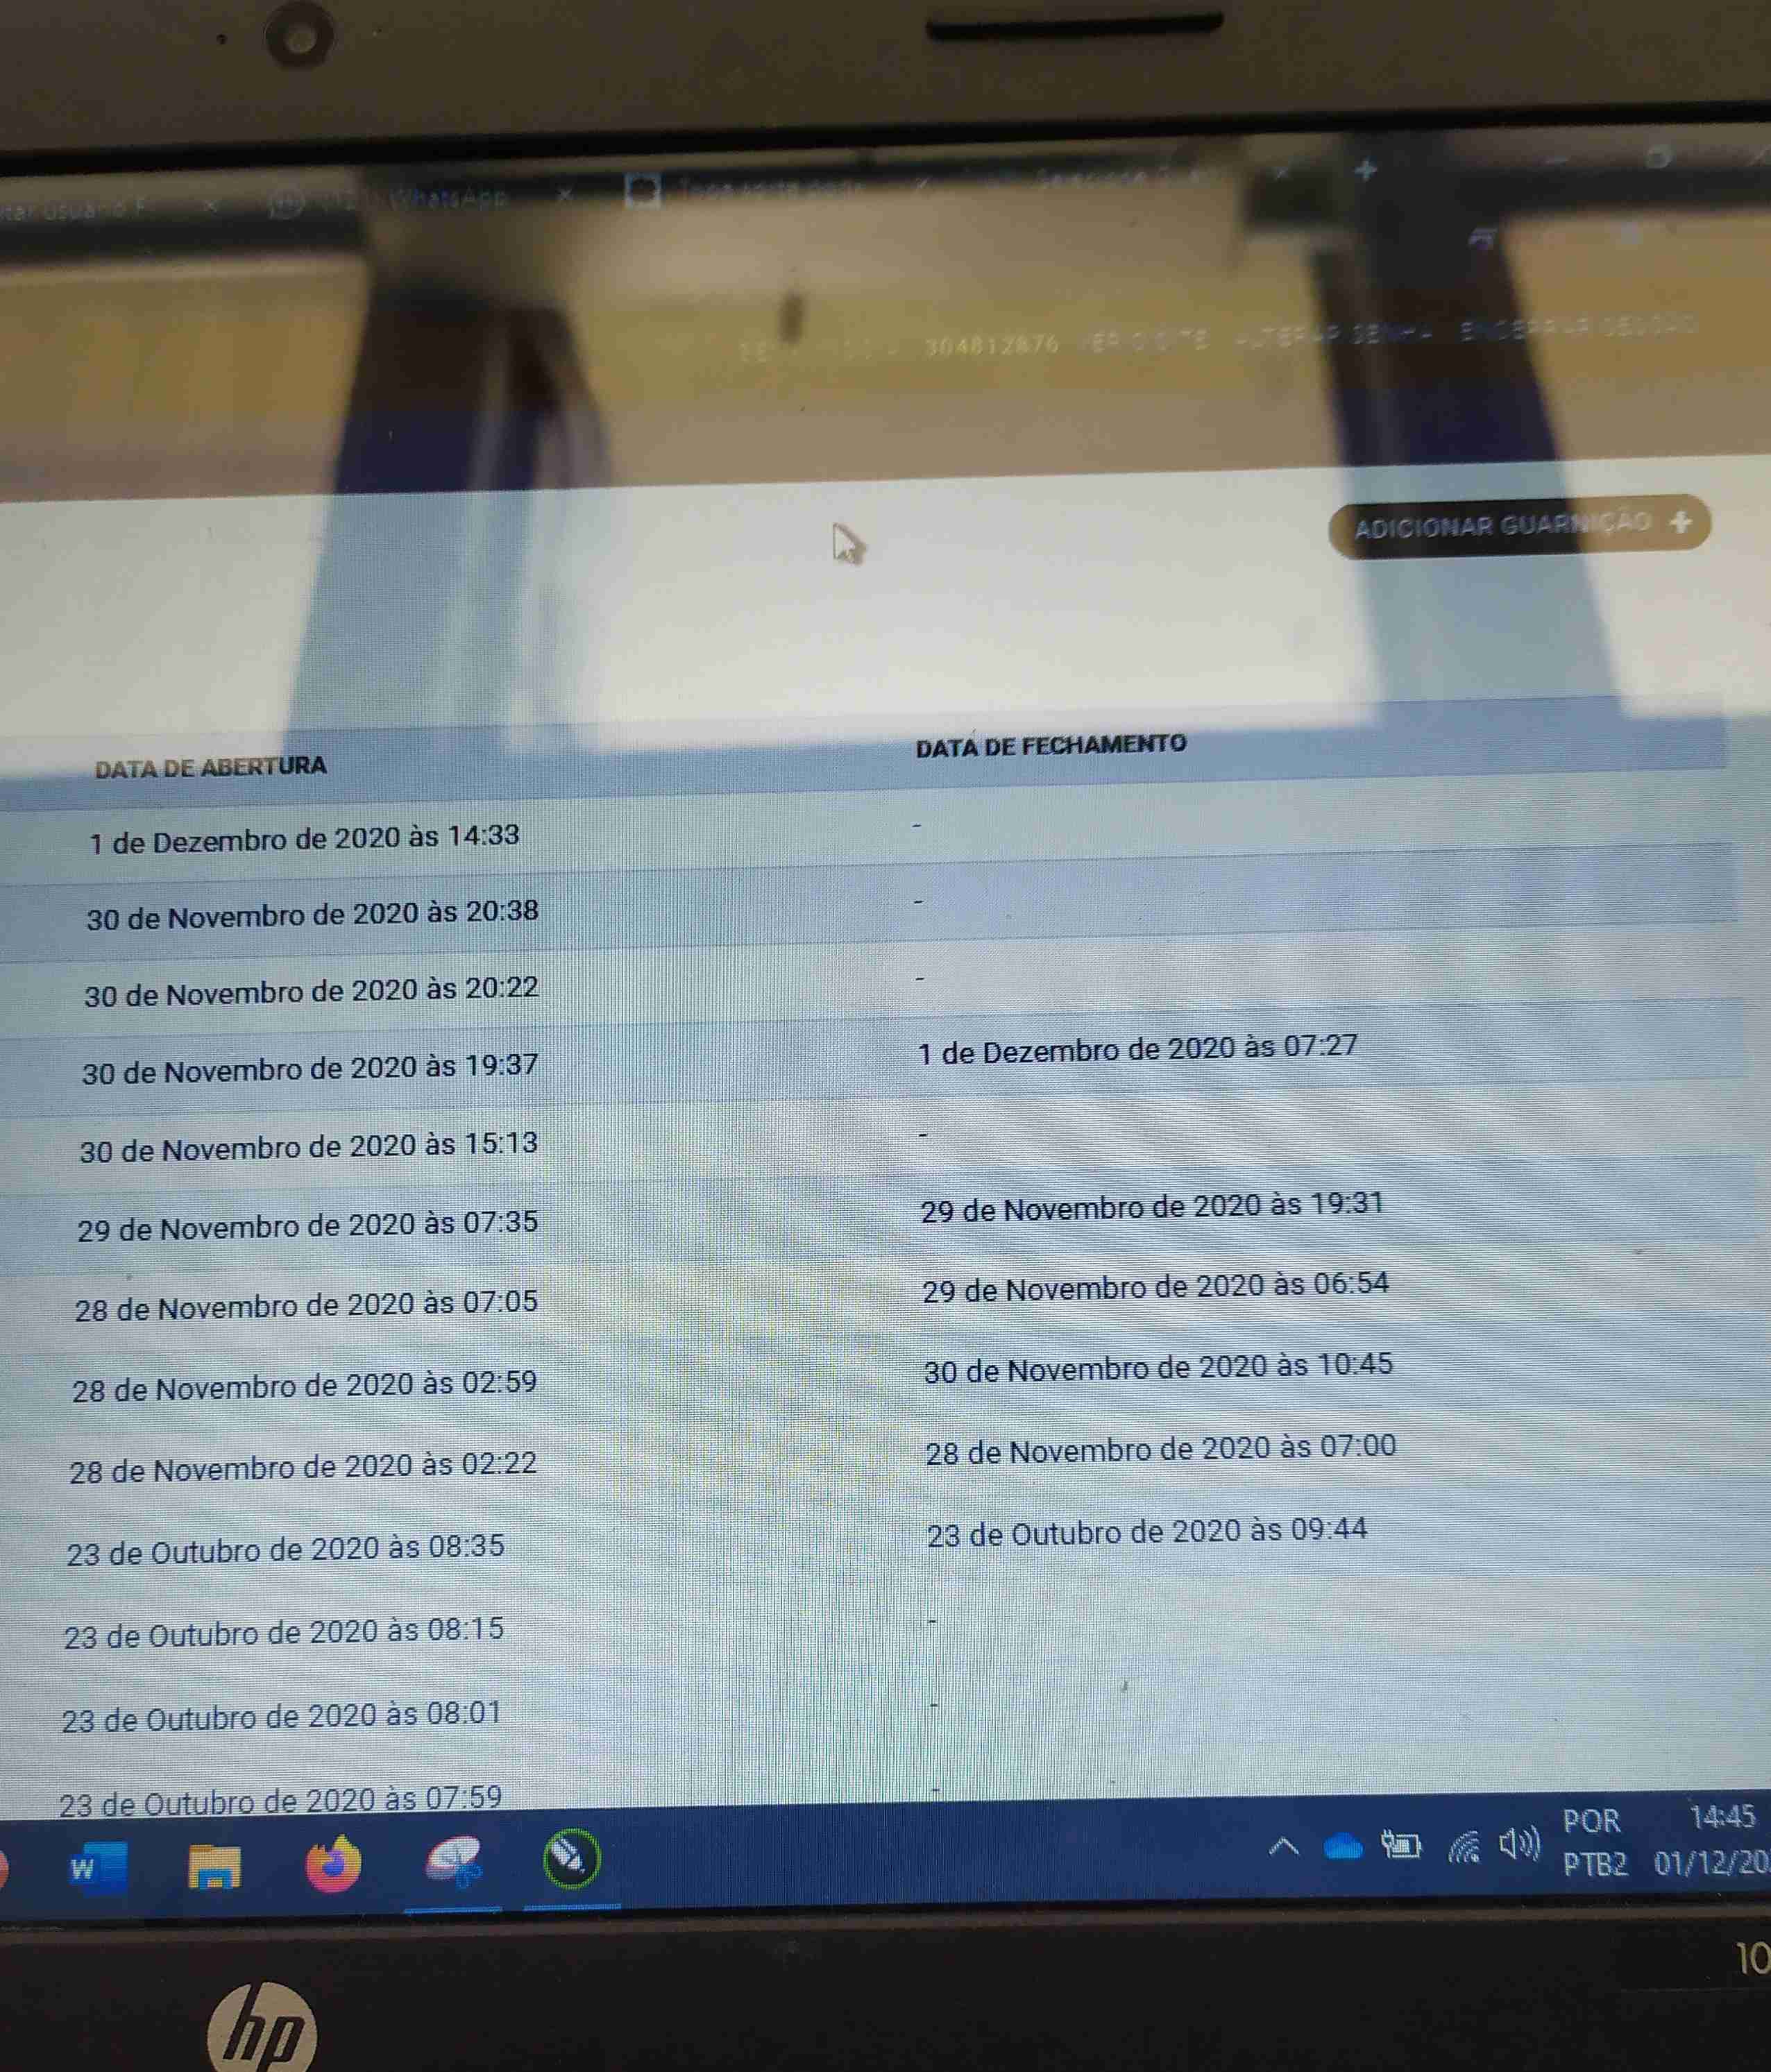 WhatsApp
304812876 ALTERAR SENHA ENCERRAR SESSÃO
ADICIONAR GUARNIÇÃO +
DATA DE ABERTURA DATA DE FECHAMENTO
1 de Dezembro de 2020 às 14:33 -
30 de Novembro de 2020 às 20:38 -
30 de Novembro de 2020 às 20:22 -
30 de Novembro de 2020 às 19:37 1 de Dezembro de 2020 às 07:27
30 de Novembro de 2020 às 15:13 -
29 de Novembro de 2020 às 07:35 29 de Novembro de 2020 às 19:31
28 de Novembro de 2020 às 07:05 29 de Novembro de 2020 às 06:54
28 de Novembro de 2020 às 02:59 30 de Novembro de 2020 às 10:45
28 de Novembro de 2020 às 02:22 28 de Novembro de 2020 às 07:00
23 de Outubro de 2020 às 08:35 23 de Outubro de 2020 às 09:44
23 de Outubro de 2020 às 08:15 -
23 de Outubro de 2020 às 08:01 -
23 de Outubro de 2020 às 07:59 -
W POR 14:45
PTB2 01/12/20
10
hp